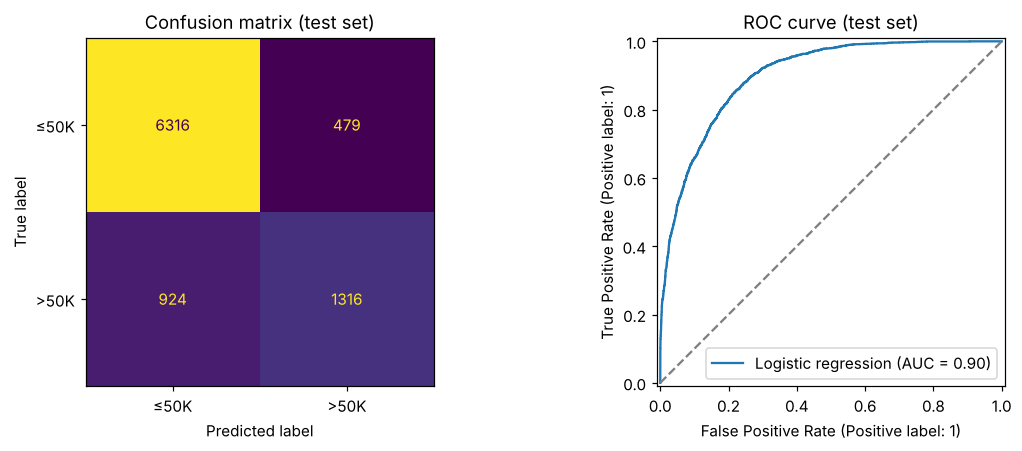 Confusion matrix (test set)
True label
≤50K
6316
479
>50K
924
1316
≤50K
>50K
Predicted label
ROC curve (test set)
True Positive Rate (Positive label: 1)
1.0
0.8
0.6
0.4
0.2
0.0
Logistic regression (AUC = 0.90)
0.0
0.2
0.4
0.6
0.8
1.0
False Positive Rate (Positive label: 1)